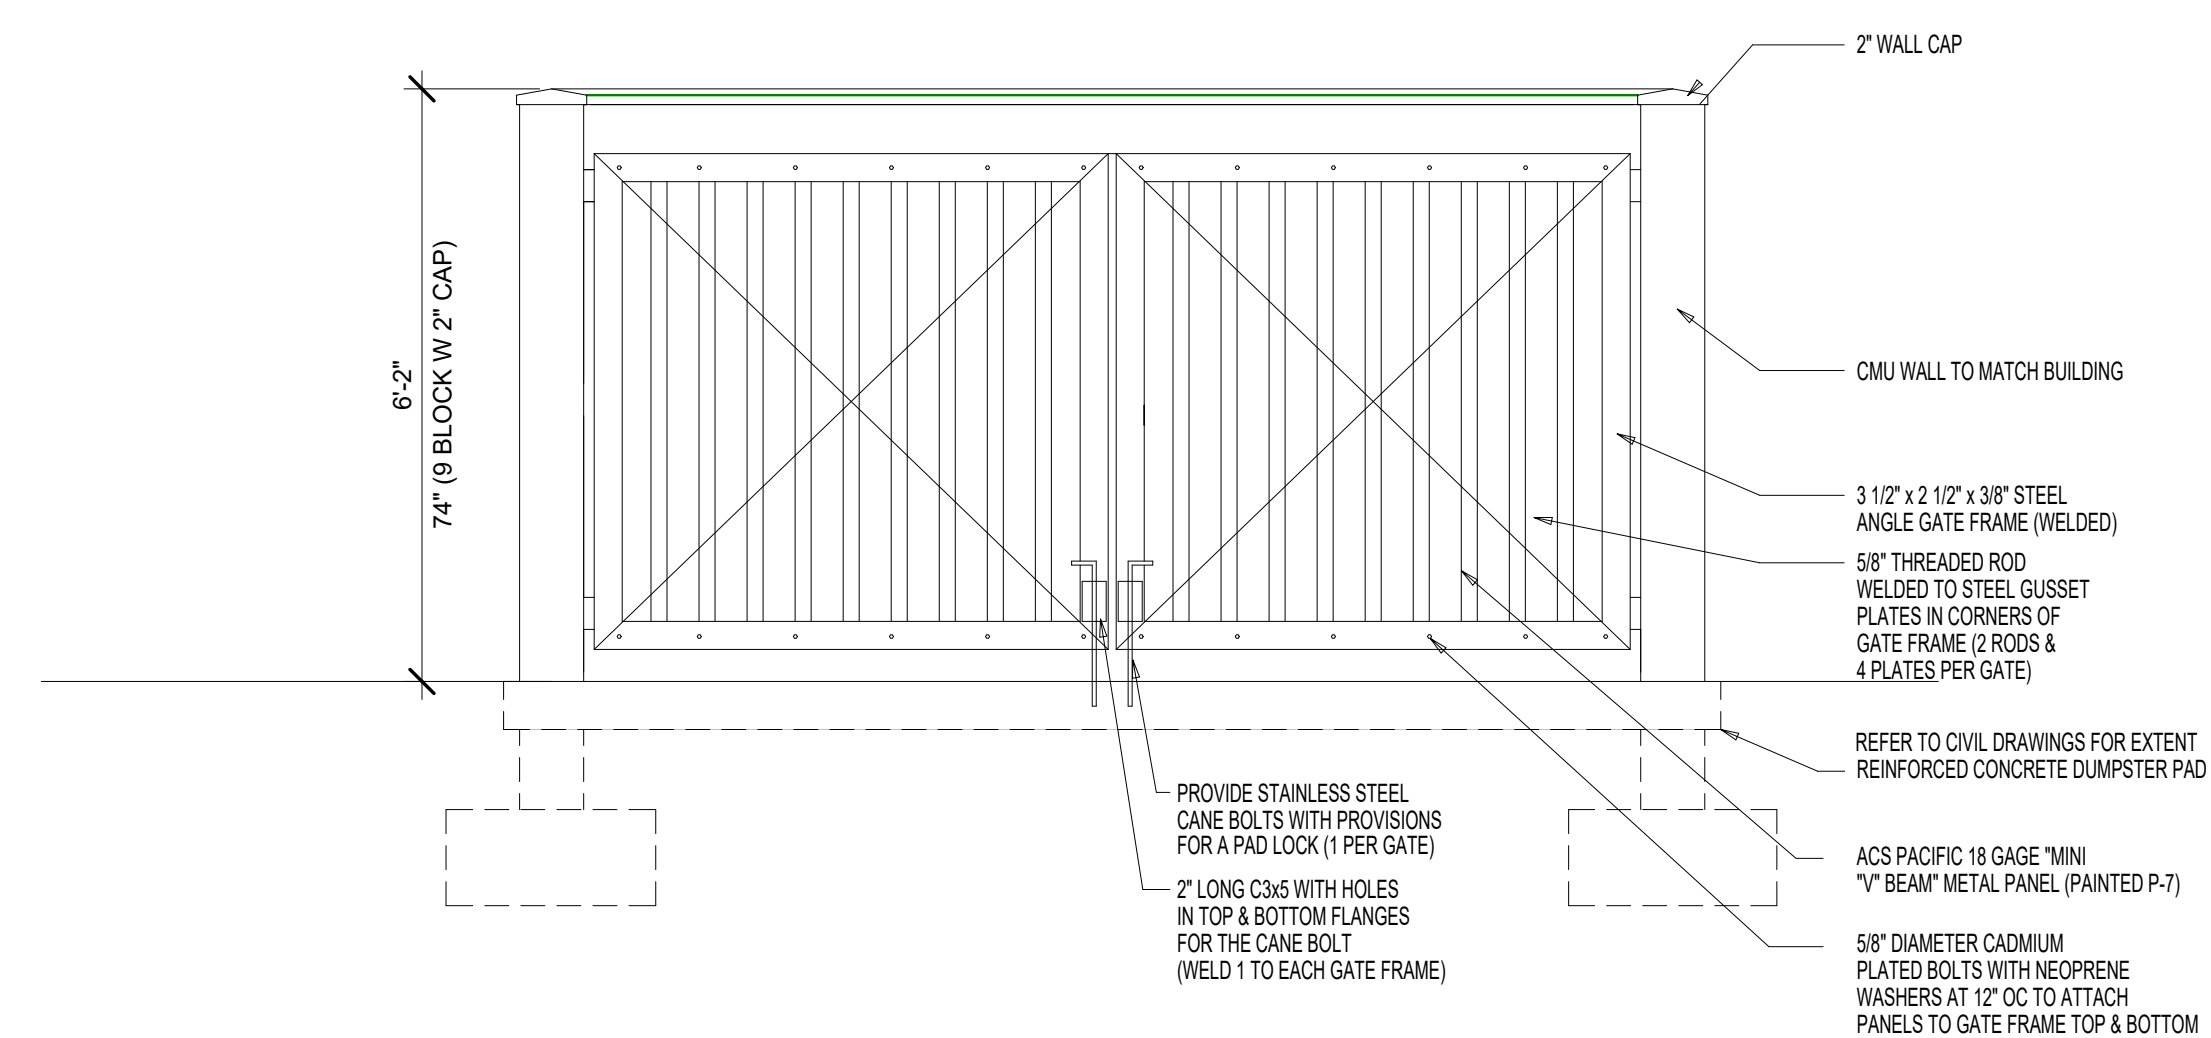 2" WALL CAP
6'-2"
74" (9 BLOCK W 2" CAP)
CMU WALL TO MATCH BUILDING
3 1/2" x 2 1/2" x 3/8" STEEL
ANGLE GATE FRAME (WELDED)
5/8" THREADED ROD
WELDED TO STEEL GUSSET
PLATES IN CORNERS OF
GATE FRAME (2 RODS &
4 PLATES PER GATE)
REFER TO CIVIL DRAWINGS FOR EXTENT
REINFORCED CONCRETE DUMPSTER PAD
PROVIDE STAINLESS STEEL
CANE BOLTS WITH PROVISIONS
FOR A PAD LOCK (1 PER GATE)
2" LONG C3x5 WITH HOLES
IN TOP & BOTTOM FLANGES
FOR THE CANE BOLT
(WELD 1 TO EACH GATE FRAME)
ACS PACIFIC 18 GAGE "MINI
"V" BEAM" METAL PANEL (PAINTED P-7)
5/8" DIAMETER CADMIUM
PLATED BOLTS WITH NEOPRENE
WASHERS AT 12" OC TO ATTACH
PANELS TO GATE FRAME TOP & BOTTOM